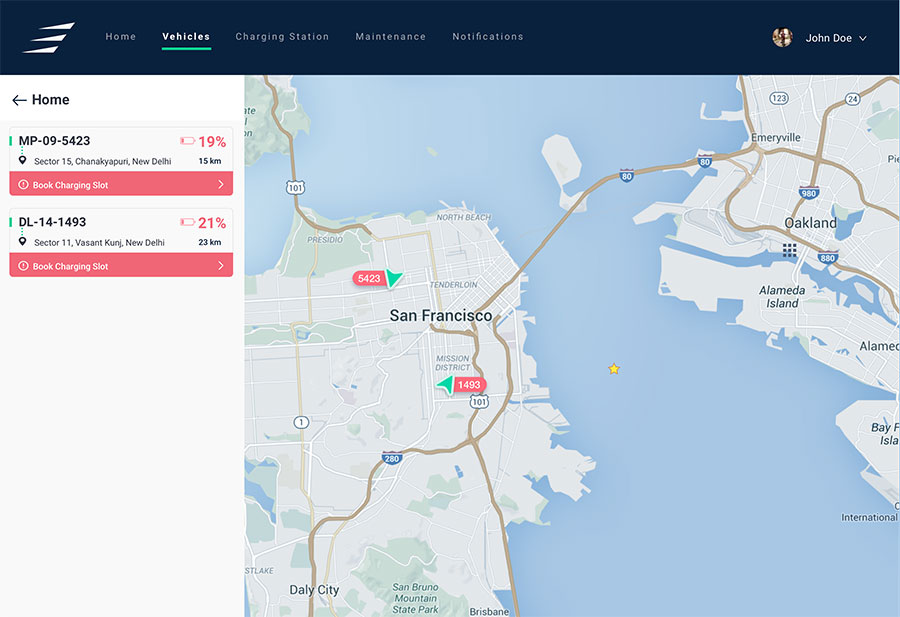 Home
Vehicles
Charging Station
Maintenance
Notifications
John Doe
Home
MP-09-5423
19%
Sector 15, Chanakyapuri, New Delhi
15 km
Book Charging Slot
DL-14-1493
21%
Sector 11, Vasant Kunj, New Delhi
23 km
Book Charging Slot
123
24
Emeryville
80
80
980
101
NORTH BEACH
Oakland
PRESIDIO
880
5423
TENDERLOIN
Alameda
Island
San Francisco
Alamed
MISSION
DISTRICT
1493
101
1
Bay F
Isla
280
International
Daly City
San Bruno
Mountain
State Park
Brisbane